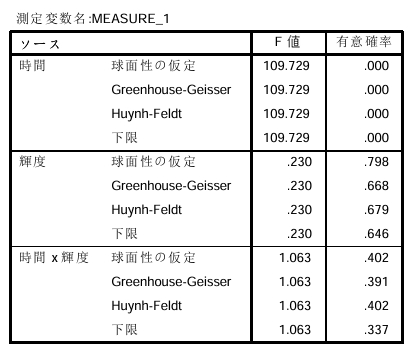 測定変数名:MEASURE_1
ソース F 値 有意確率
時間 球面性の仮定 109.729 .000
Greenhouse-Geisser 109.729 .000
Huynh-Feldt 109.729 .000
下限 109.729 .000
輝度 球面性の仮定 .230 .798
Greenhouse-Geisser .230 .668
Huynh-Feldt .230 .679
下限 .230 .646
時間 x 輝度 球面性の仮定 1.063 .402
Greenhouse-Geisser 1.063 .391
Huynh-Feldt 1.063 .402
下限 1.063 .337